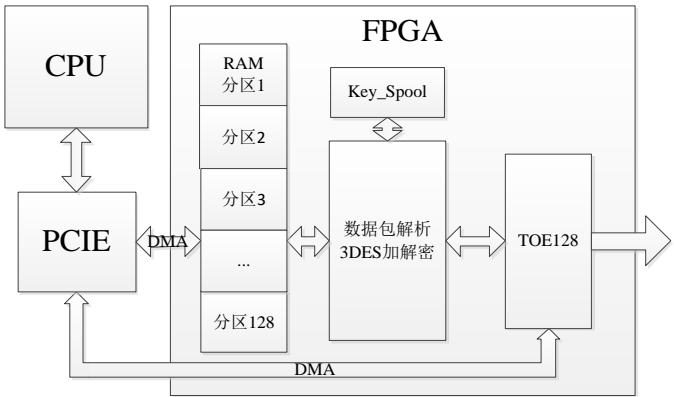 FPGA
CPU
RAM
分区1
分区2
分区3
...
分区128
Key_Spool
PCIE
DMA
数据包解析
3DES加解密
TOE128
DMA